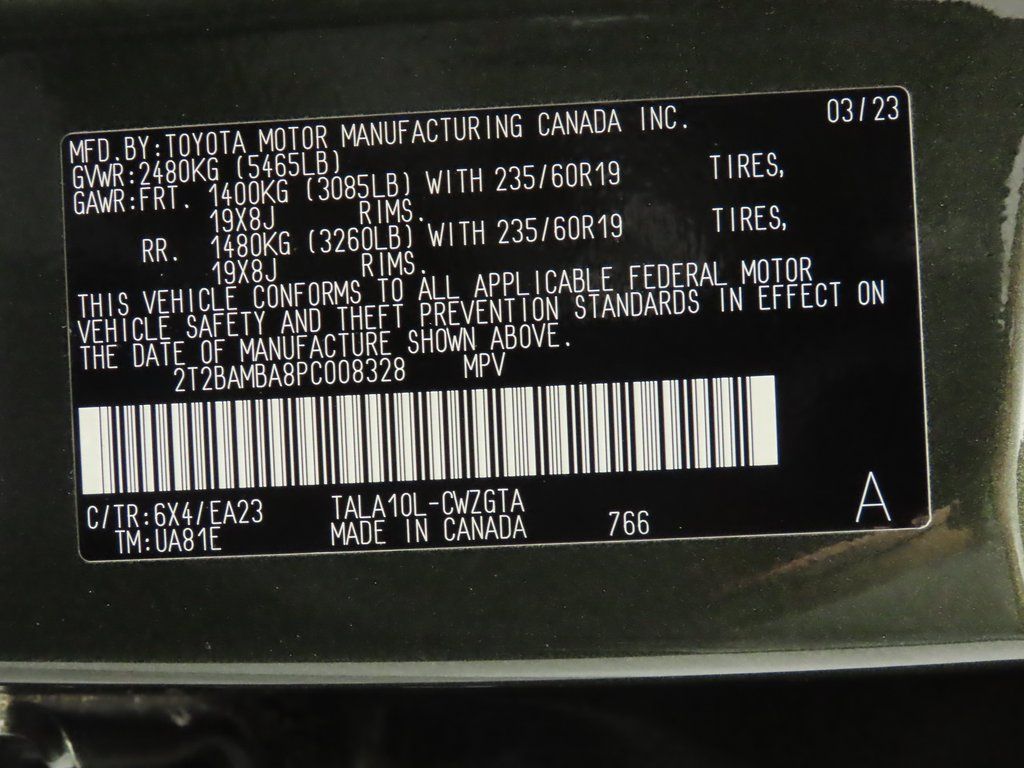 MFD.BY:TOYOTA MOTOR MANUFACTURING CANADA INC. 03/23
GVWR:2480KG (5465LB)
GAWR:FRT. 1400KG (3085LB) WITH 235/60R19 TIRES,
19X8J RIMS.
RR. 1480KG (3260LB) WITH 235/60R19 TIRES,
19X8J RIMS.
THIS VEHICLE CONFORMS TO ALL APPLICABLE FEDERAL MOTOR
VEHICLE SAFETY AND THEFT PREVENTION STANDARDS IN EFFECT ON
THE DATE OF MANUFACTURE SHOWN ABOVE.
2T2BAMBA8PC008328 MPV
C/TR:6X4/EA23 TALA10L-CWZGTA A
TM:UA81E MADE IN CANADA 766